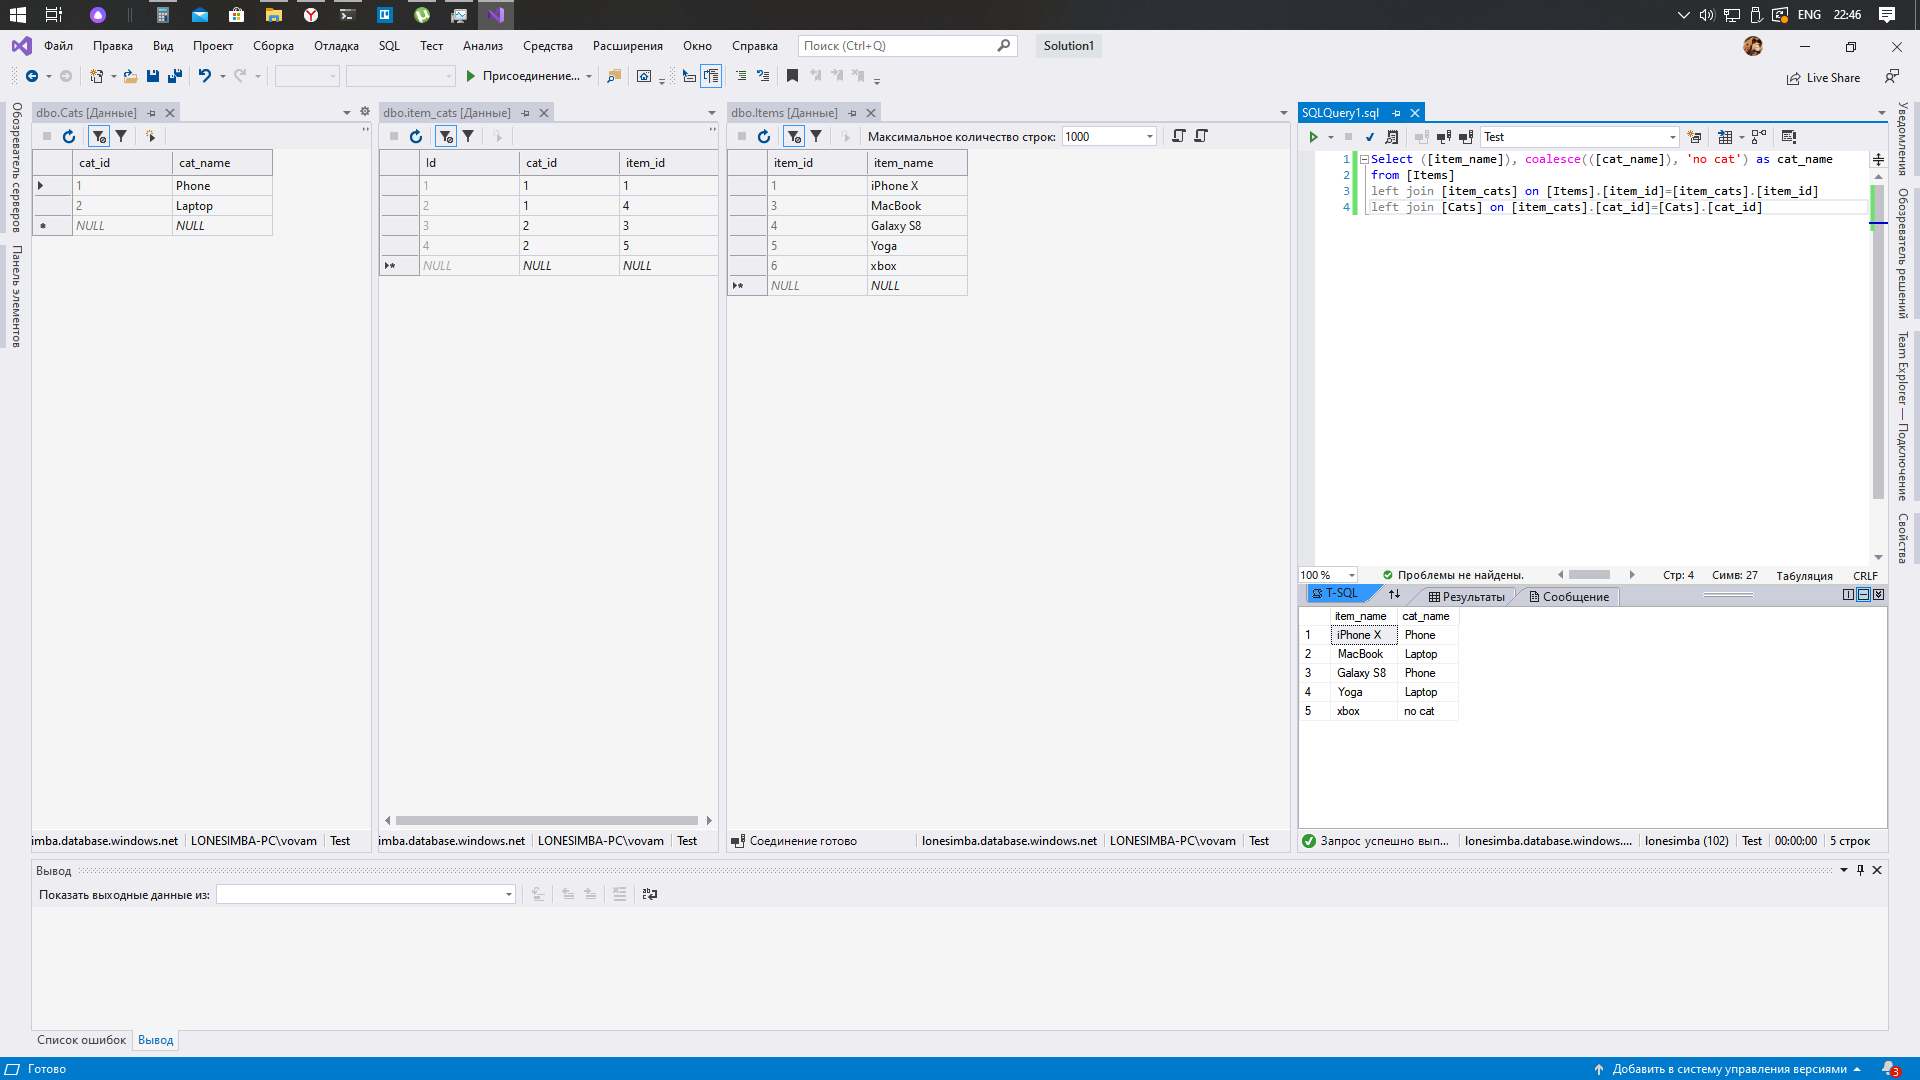 ENG 22:46
Файл Правка Вид Проект Сборка Отладка SQL Тест Анализ Средства Расширения Окно Справка Поиск (Ctrl+Q) Solution1
Присоединение... Live Share
Обозреватель серверов
Панель элементов
dbo.Cats [Данные]
cat_id cat_name
1 Phone
2 Laptop
NULL NULL
imba.database.windows.net LONESIMBA-PC\vovam Test
dbo.item_cats [Данные]
Id cat_id item_id
1 1 1
2 1 4
3 2 3
4 2 5
NULL NULL NULL
imba.database.windows.net LONESIMBA-PC\vovam Test
dbo.Items [Данные]
Максимальное количество строк: 1000
item_id item_name
1 iPhone X
3 MacBook
4 Galaxy S8
5 Yoga
6 xbox
NULL NULL
Соединение готово lonesimba.database.windows.net LONESIMBA-PC\vovam Test
SQLQuery1.sql
Test
1 Select ([item_name]), coalesce(([cat_name]), 'no cat') as cat_name
2 from [Items]
3 left join [item_cats] on [Items].[item_id]=[item_cats].[item_id]
4 left join [Cats] on [item_cats].[cat_id]=[Cats].[cat_id]
100 % Проблемы не найдены. Стр: 4 Симв: 27 Табуляция CRLF
T-SQL Результаты Сообщение
item_name cat_name
1 iPhone X Phone
2 MacBook Laptop
3 Galaxy S8 Phone
4 Yoga Laptop
5 xbox no cat
Запрос успешно вып... lonesimba.database.windows.... lonesimba (102) Test 00:00:00 5 строк
Уведомления
Обозреватель решений
Team Explorer — Подключение
Свойства
Вывод
Показать выходные данные из:
Список ошибок Вывод
Готово Добавить в систему управления версиями 3